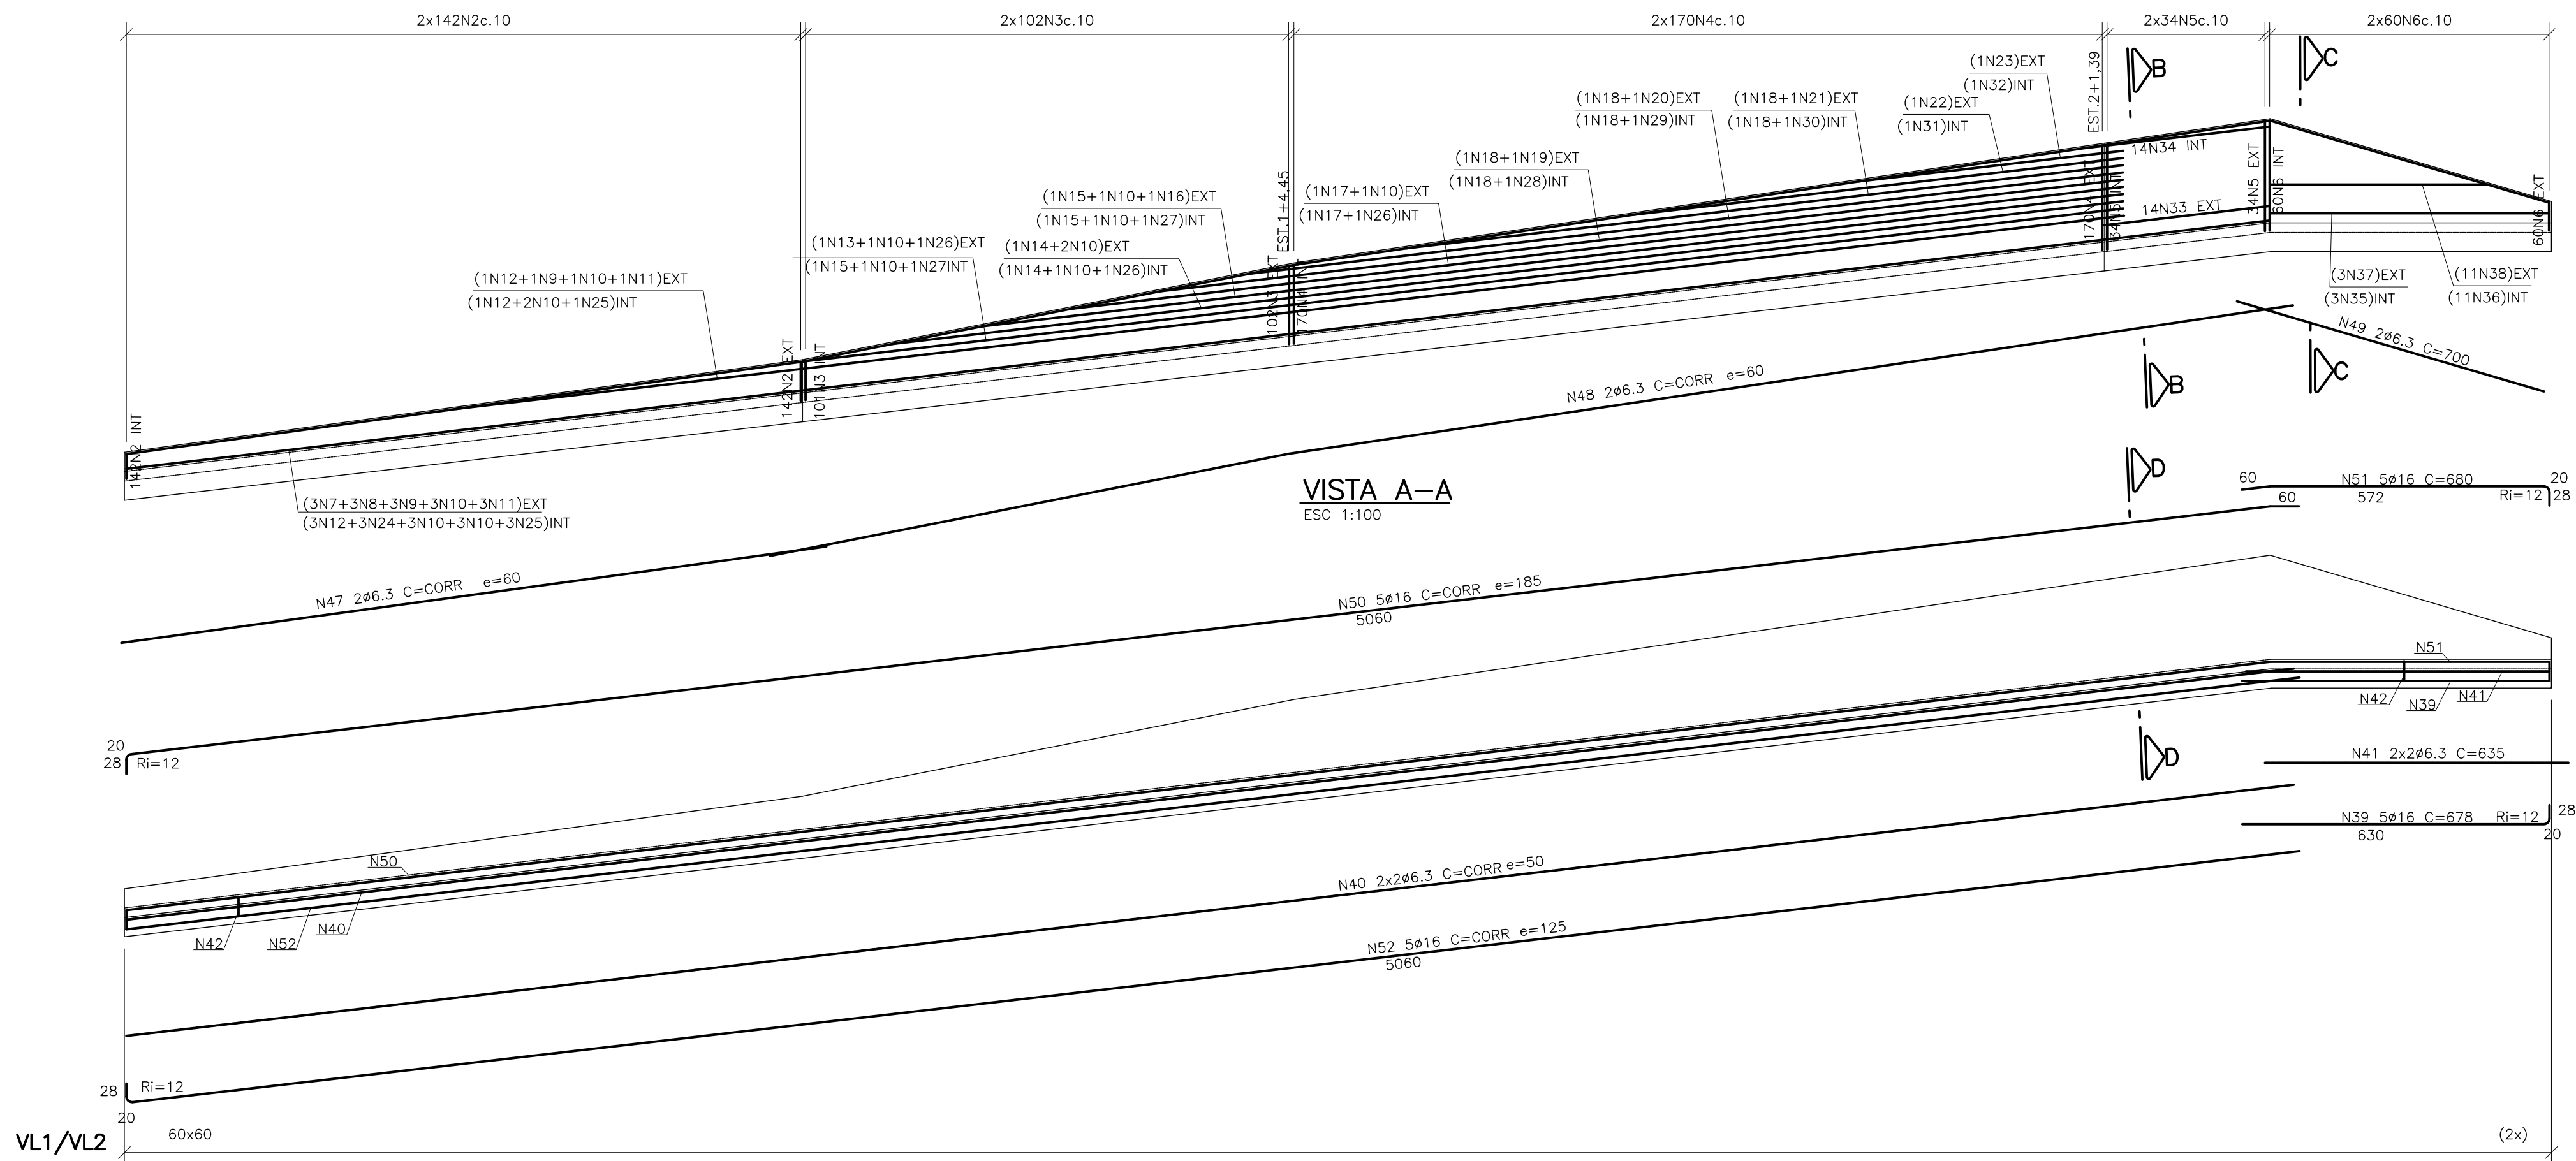 2x142N2c.10
2x102N3c.10
2x170N4c.10
2x34N5c.10
2x60N6c.10
B
C
EST.2+1,39
(1N23)EXT
(1N32)INT
(1N22)EXT
(1N31)INT
(1N18+1N21)EXT
(1N18+1N30)INT
(1N18+1N20)EXT
(1N18+1N29)INT
(1N18+1N19)EXT
(1N18+1N28)INT
(1N17+1N10)EXT
(1N17+1N26)INT
EST.1+4,45
(1N15+1N10+1N16)EXT
(1N15+1N10+1N27)INT
(1N14+2N10)EXT
(1N14+1N10+1N26)INT
(1N13+1N10+1N26)EXT
(1N15+1N10+1N27INT
(1N12+1N9+1N10+1N11)EXT
(1N12+2N10+1N25)INT
14N34 INT
14N33 EXT
170N4 EXT
34N5 INT
34N5 EXT
60N6 INT
60N6 EXT
(3N37)EXT
(3N35)INT
(11N38)EXT
(11N36)INT
102N3 EXT
170N4 INT
142N2 EXT
101N3 INT
142N2 INT
(3N7+3N8+3N9+3N10+3N11)EXT
(3N12+3N24+3N10+3N10+3N25)INT
N49 2ø6.3 C=700
C
B
N48 2ø6.3 C=CORR e=60
VISTA A-A
ESC 1:100
D
60
N51 5ø16 C=680
20
60
572
Ri=12
28
N47 2ø6.3 C=CORR e=60
N50 5ø16 C=CORR e=185
5060
N51
N42
N39
N41
20
28
Ri=12
D
N41 2x2ø6.3 C=635
N39 5ø16 C=678
Ri=12
28
630
20
N50
N42
N52
N40
N40 2x2ø6.3 C=CORR e=50
N52 5ø16 C=CORR e=125
5060
28
Ri=12
20
VL1/VL2
60x60
(2x)